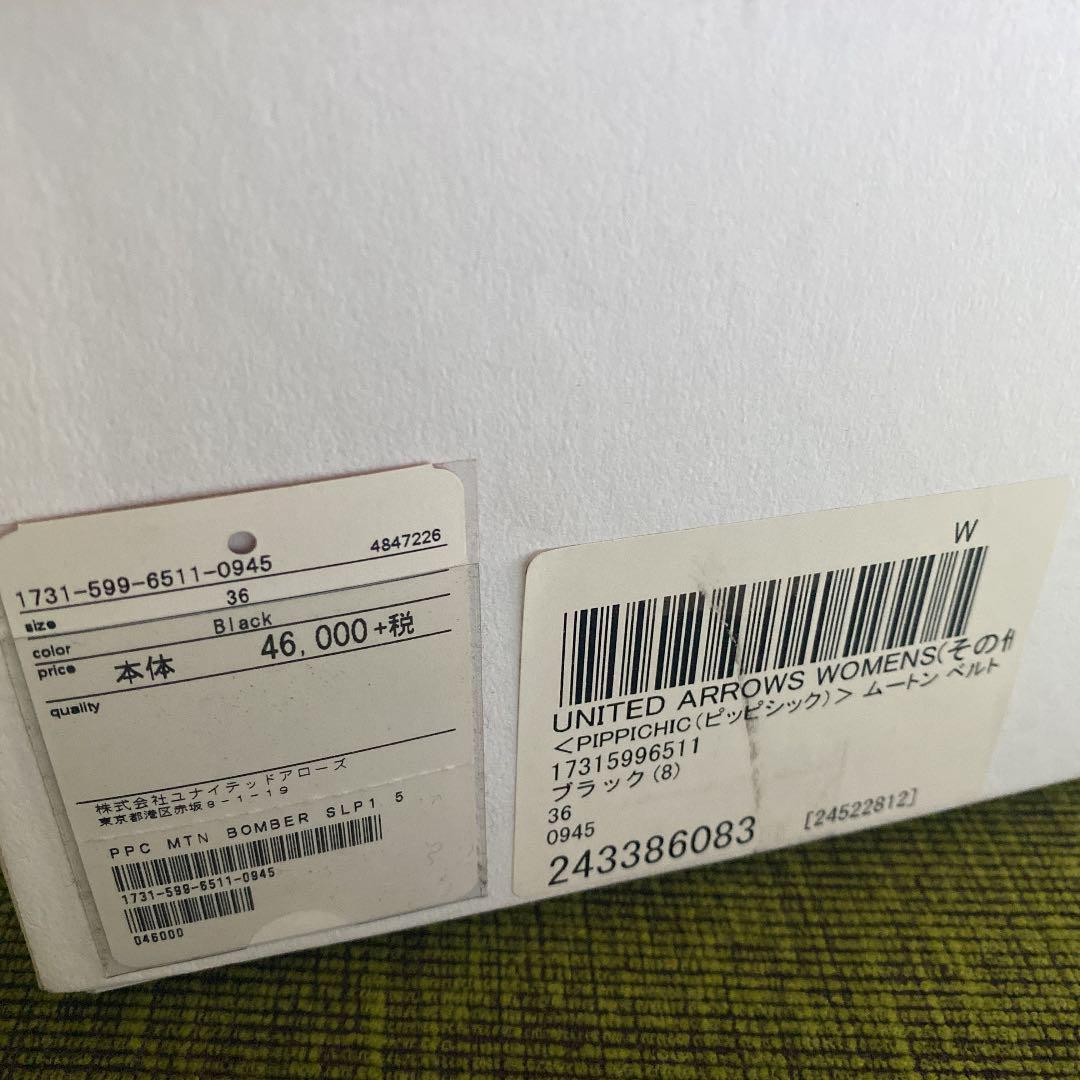 1731-599-6511-0945 4847226
size 36
color Black
price 本体 46,000+税
quality
株式会社ユナイテッドアローズ
東京都港区赤坂8-1-19
PPC MTN BOMBER SLP1 5
1731-599-6511-0945
046000
W
UNITED ARROWS WOMENS(その
<PIPPICHIC(ピッピシック)> ムートン ベルト
17315996511
ブラック(8)
36
0945
243386083 [24522812]